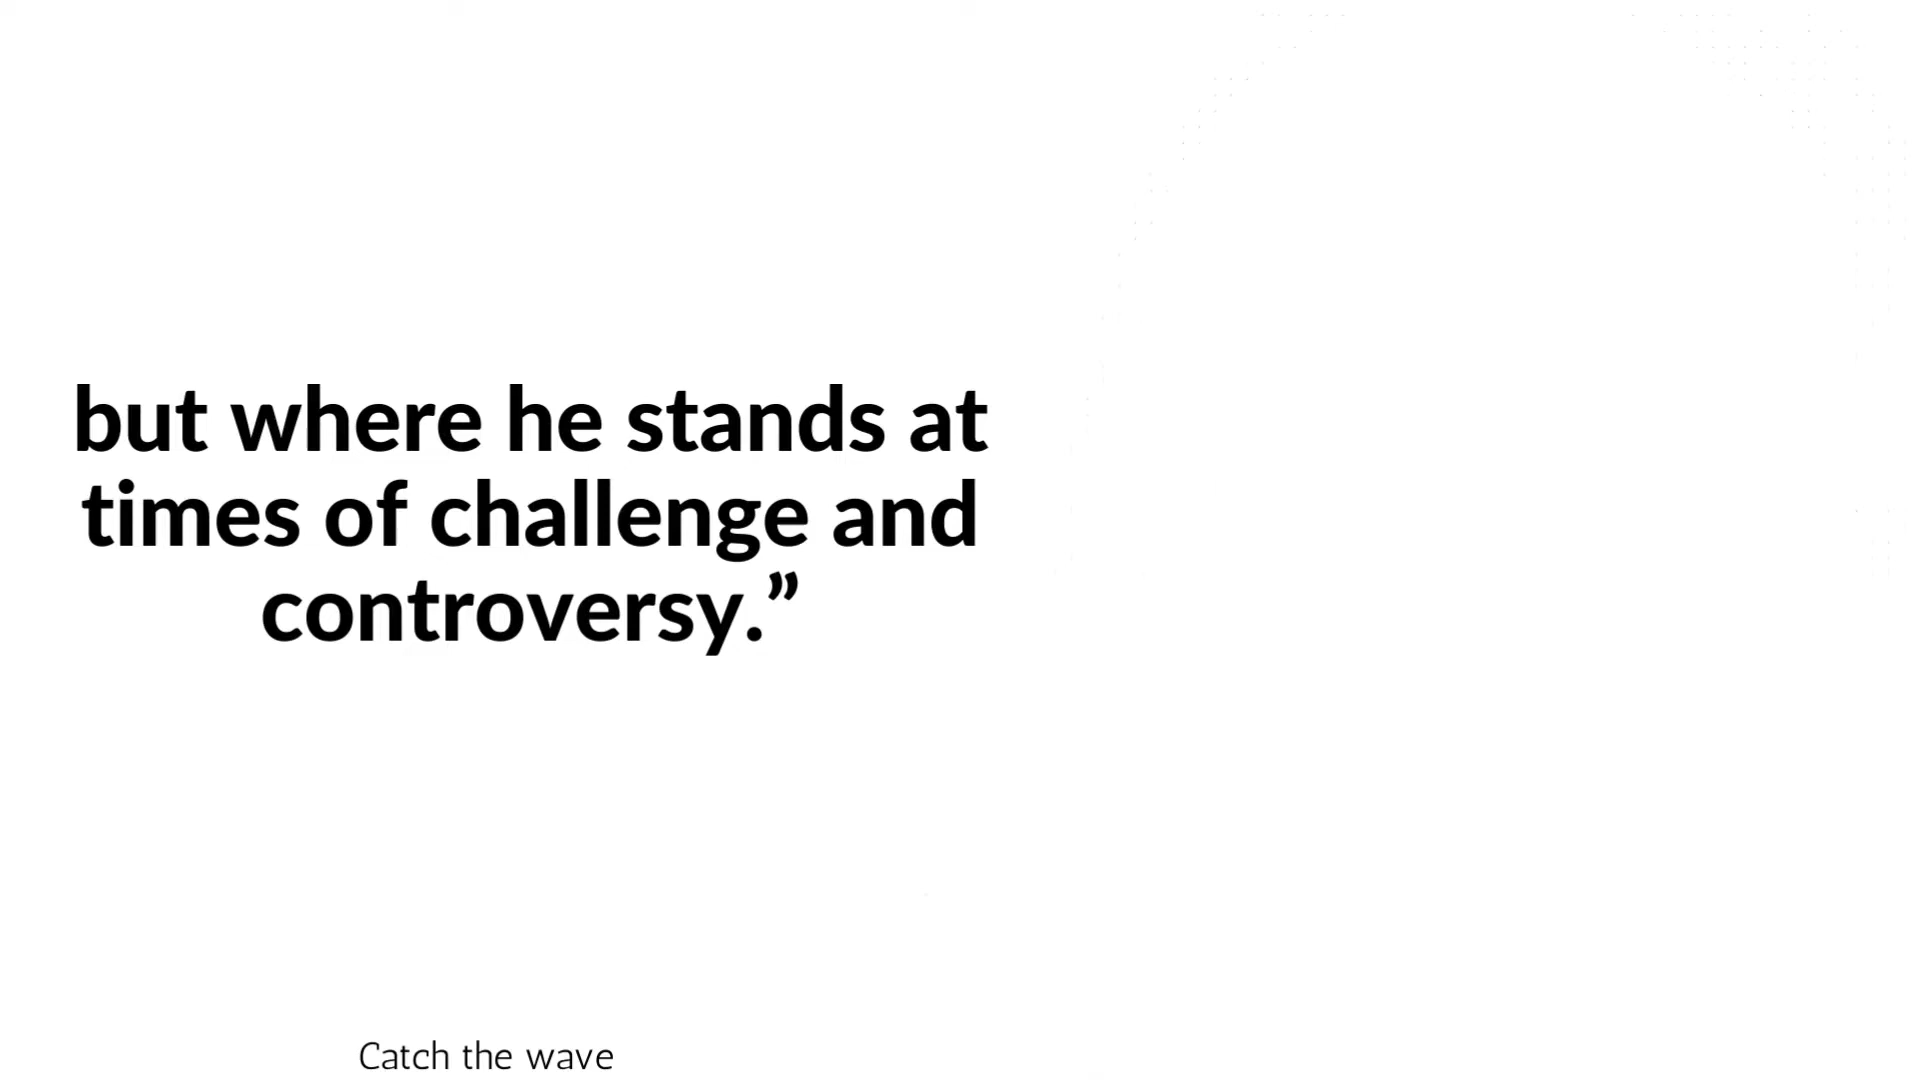 but where he stands at
times of challenge and
controversy.”
Catch the wave